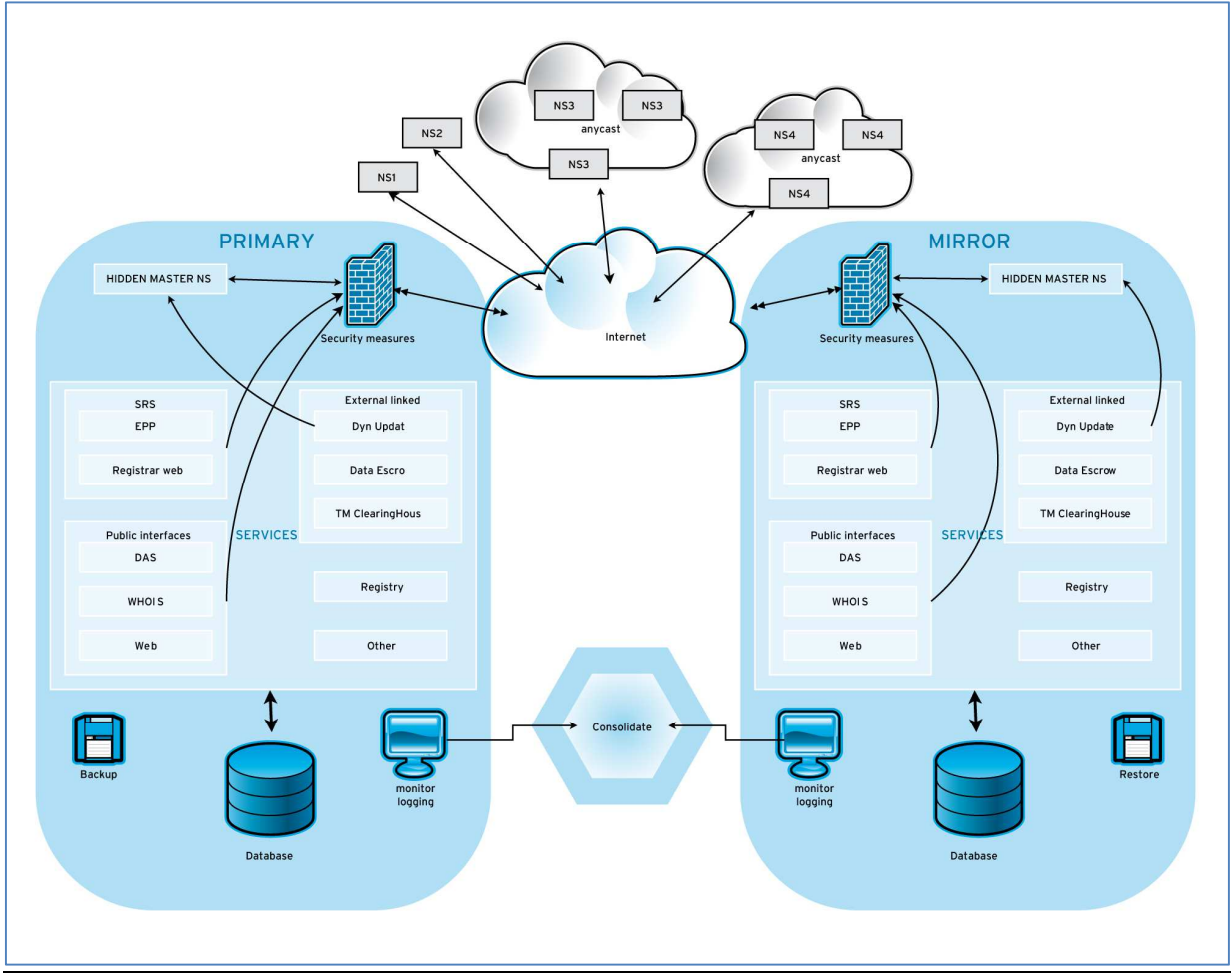 NS3
NS3
anycast
NS3
NS4
NS4
anycast
NS4
NS2
NS1
PRIMARY
HIDDEN MASTER NS
Security measures
Internet
MIRROR
Security measures
HIDDEN MASTER NS
SRS
EPP
Registrar web
External linked
Dyn Updat
Data Escro
TM ClearingHous
Public interfaces
DAS
WHOIS
Web
SERVICES
Registry
Other
Backup
Database
monitor
logging
Consolidate
SRS
EPP
Registrar web
External linked
Dyn Update
Data Escrow
TM ClearingHouse
Public interfaces
DAS
WHOIS
Web
SERVICES
Registry
Other
monitor
logging
Database
Restore